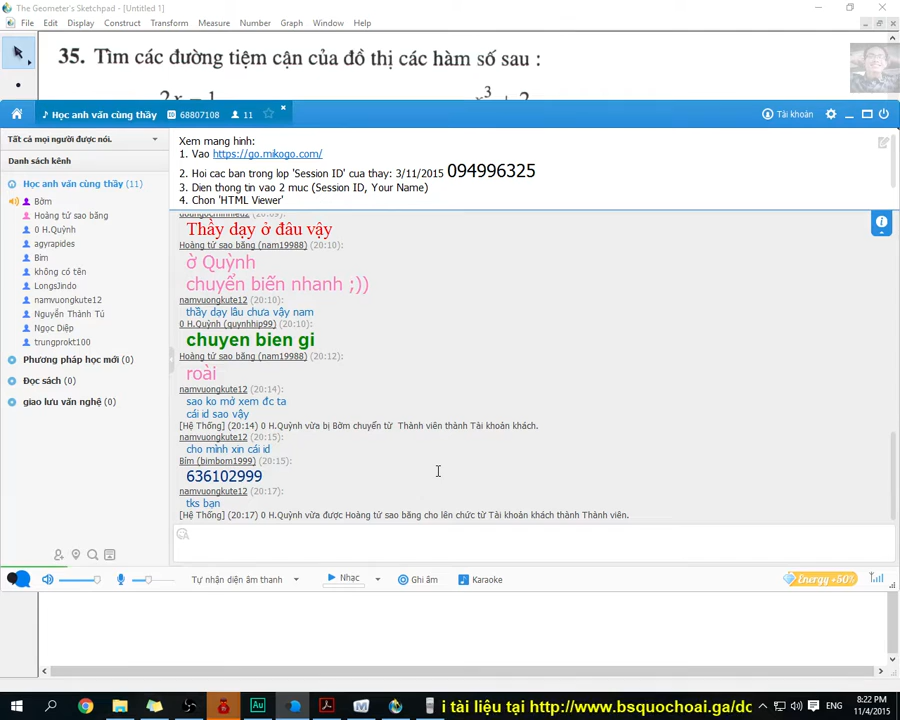 The Geometer's Sketchpad - [Untitled 1]
File Edit Display Construct Transform Measure Number Graph Window Help
35. Tìm các đường tiệm cận của đồ thị các hàm số sau :
Học anh văn cùng thầy 68807108 11
Tài khoản
Tất cả mọi người được nói.
Danh sách kênh
Học anh văn cùng thầy (11)
Bờm
Hoàng tử sao băng
0 H.Quỳnh
agyrapides
Bim
không có tên
LongsJindo
namvuongkute12
Nguyễn Thành Tú
Ngọc Diệp
trungprokt100
Phương pháp học mới (0)
Đọc sách (0)
giao lưu văn nghệ (0)
Xem mang hinh:
1. Vao https://go.mikogo.com/
2. Hoi cac ban trong lop 'Session ID' cua thay: 3/11/2015 094996325
3. Dien thong tin vao 2 muc (Session ID, Your Name)
4. Chon 'HTML Viewer'
Thầy dạy ở đâu vậy
Hoàng tử sao băng (nam19988) (20:10):
ờ Quỳnh
chuyển biến nhanh ;))
namvuongkute12 (20:10):
thầy dạy lâu chưa vậy nam
0 H.Quỳnh (quynhhip99) (20:10):
chuyen bien gi
Hoàng tử sao băng (nam19988) (20:12):
roài
namvuongkute12 (20:14):
sao ko mở xem đc ta
cái id sao vậy
[Hệ Thống] (20:14) 0 H.Quỳnh vừa bị Bờm chuyển từ Thành viên thành Tài khoản khách.
namvuongkute12 (20:15):
cho mình xin cái id
Bim (bimbom1999) (20:15):
636102999
namvuongkute12 (20:17):
tks bạn
[Hệ Thống] (20:17) 0 H.Quỳnh vừa được Hoàng tử sao băng cho lên chức từ Tài khoản khách thành Thành viên.
Tự nhận diện âm thanh Nhạc Ghi âm Karaoke Energy +50%
i tài liệu tại http://www.bsquochoai.ga/dc
ENG
8:22 PM
11/4/2015